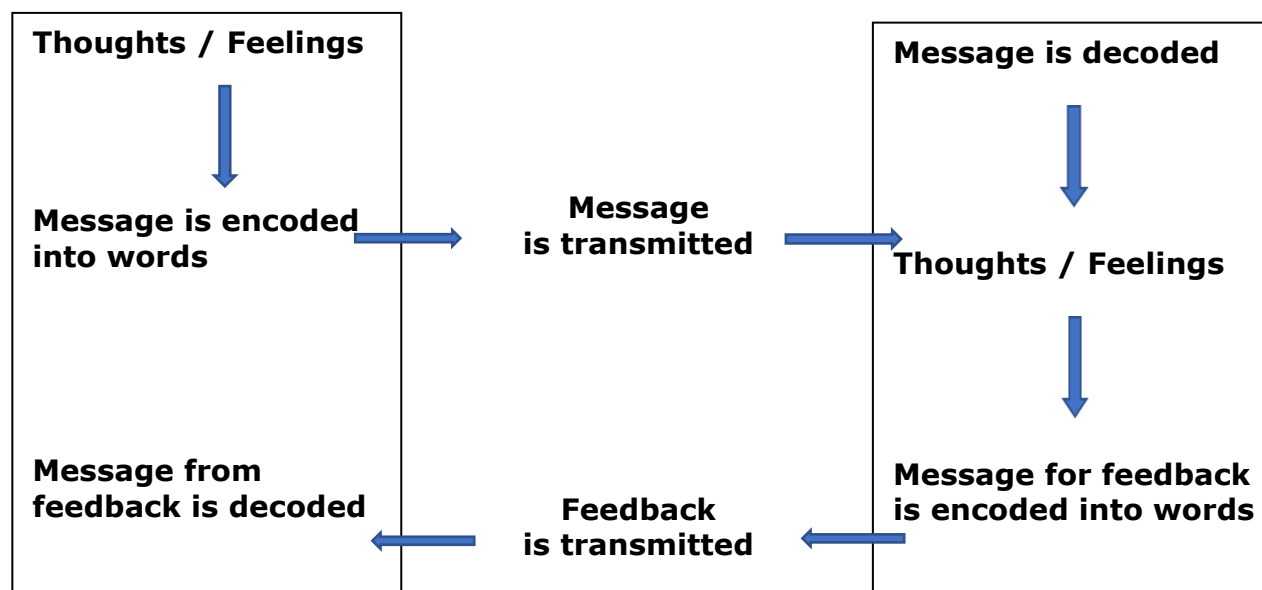 Thoughts / Feelings
Message is encoded
into words
Message
is transmitted
Message is decoded
Thoughts / Feelings
Message for feedback
is encoded into words
Feedback
is transmitted
Message from
feedback is decoded